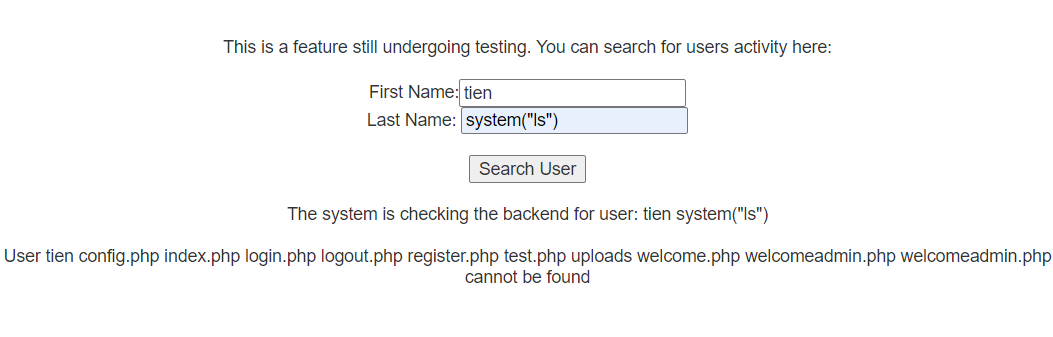 This is a feature still undergoing testing. You can search for users activity here:
First Name: tien
Last Name: system("ls")
Search User
The system is checking the backend for user: tien system("ls")
User tien config.php index.php login.php logout.php register.php test.php uploads welcome.php welcomeadmin.php welcomeadmin.php
cannot be found